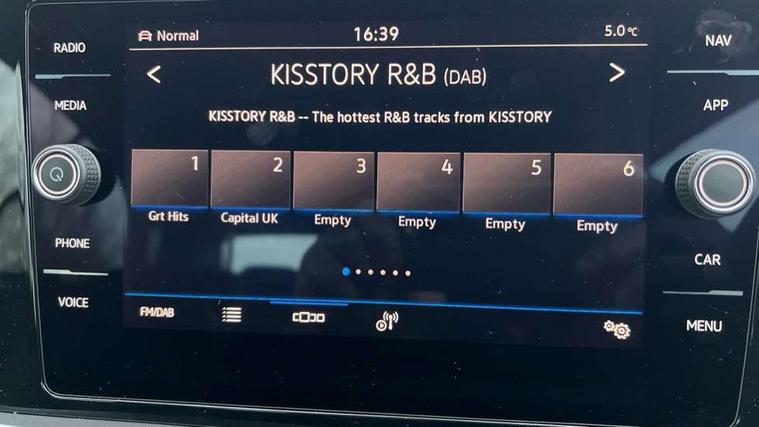 RADIO
MEDIA
PHONE
VOICE
Normal 16:39 5.0°C
< KISSTORY R&B (DAB) >
KISSTORY R&B -- The hottest R&B tracks from KISSTORY
1 2 3 4 5 6
Grt Hits Capital UK Empty Empty Empty Empty
FM/DAB
NAV
APP
CAR
MENU